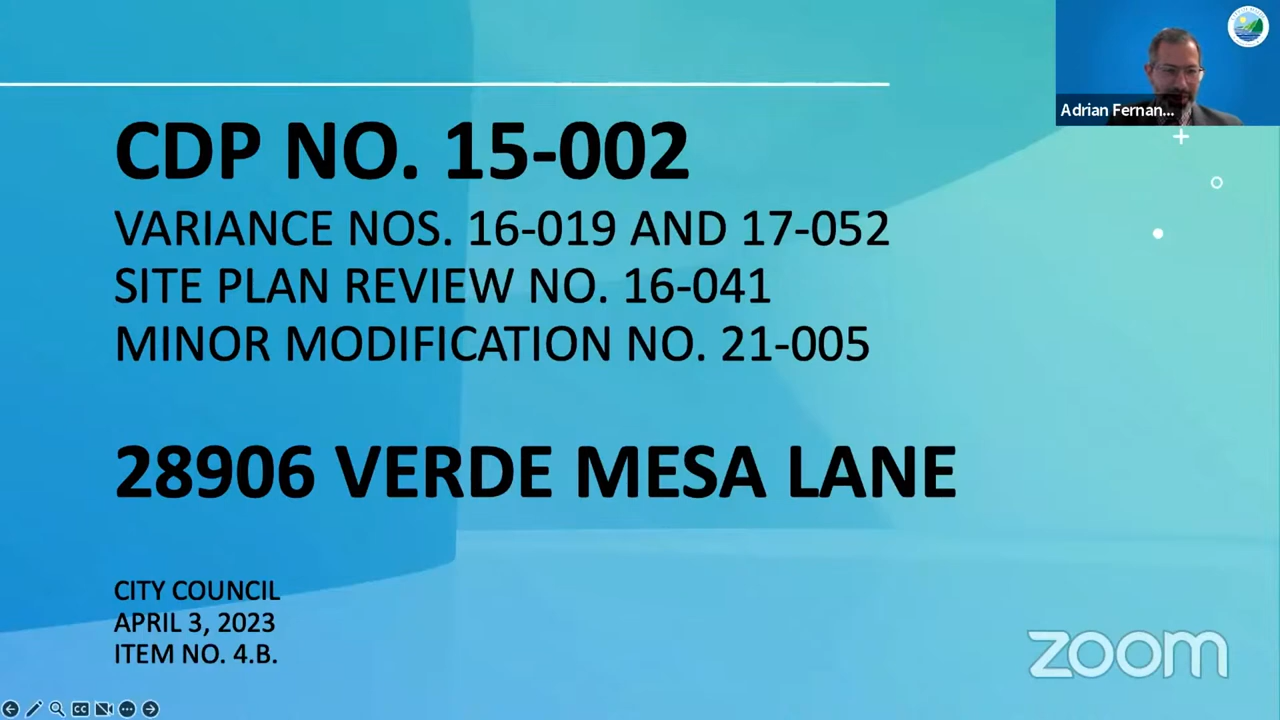 Adrian Fernan...
CDP NO. 15-002
VARIANCE NOS. 16-019 AND 17-052
SITE PLAN REVIEW NO. 16-041
MINOR MODIFICATION NO. 21-005
28906 VERDE MESA LANE
CITY COUNCIL
APRIL 3, 2023
ITEM NO. 4.B.
zoom
CC